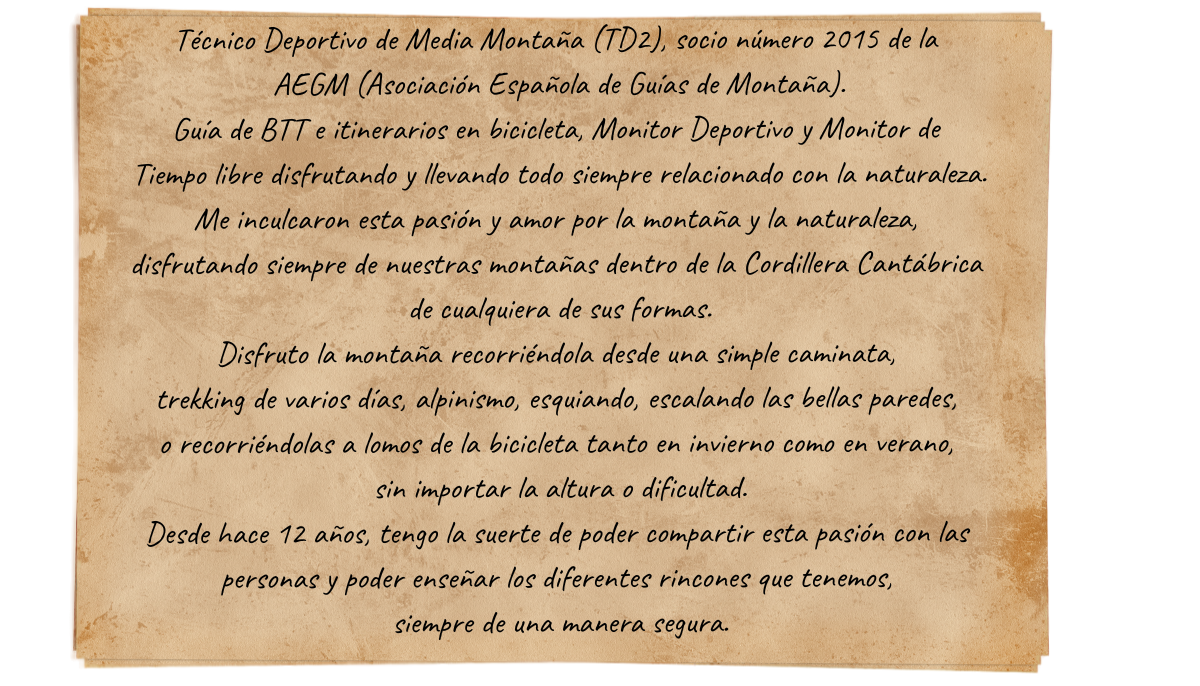 Técnico Deportivo de Media Montaña (TD2), socio número 2015 de la
AEGM (Asociación Española de Guías de Montaña).
Guía de BTT e itinerarios en bicicleta, Monitor Deportivo y Monitor de
Tiempo libre disfrutando y llevando todo siempre relacionado con la naturaleza.
Me inculcaron esta pasión y amor por la montaña y la naturaleza,
disfrutando siempre de nuestras montañas dentro de la Cordillera Cantábrica
de cualquiera de sus formas.
Disfruto la montaña recorriéndola desde una simple caminata,
trekking de varios días, alpinismo, esquiando, escalando las bellas paredes,
o recorriéndolas a lomos de la bicicleta tanto en invierno como en verano,
sin importar la altura o dificultad.
Desde hace 12 años, tengo la suerte de poder compartir esta pasión con las
personas y poder enseñar los diferentes rincones que tenemos,
siempre de una manera segura.